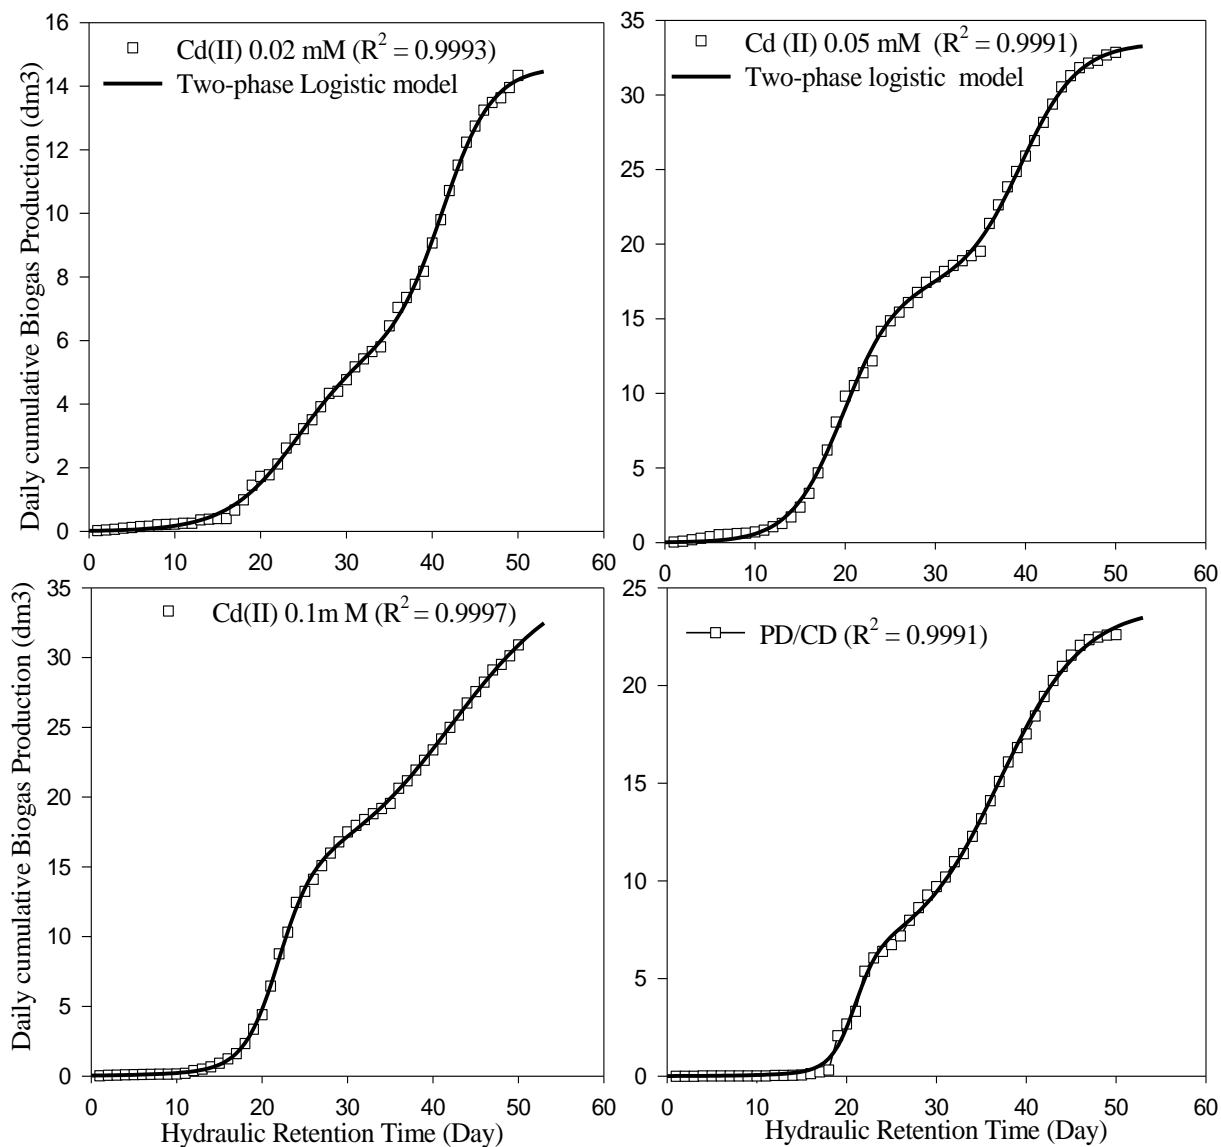 Daily cumulative Biogas Production (dm3)
16
14
12
10
8
6
4
2
0
Cd(II) 0.02 mM (R² = 0.9993)
Two-phase Logistic model
0 10 20 30 40 50 60
35
30
25
20
15
10
5
0
Cd (II) 0.05 mM (R² = 0.9991)
Two-phase logistic model
0 10 20 30 40 50 60
Daily cumulative Biogas Production (dm3)
35
30
25
20
15
10
5
0
Cd(II) 0.1m M (R² = 0.9997)
0 10 20 30 40 50 60
Hydraulic Retention Time (Day)
25
20
15
10
5
0
PD/CD (R² = 0.9991)
0 10 20 30 40 50 60
Hydraulic Retention Time (Day)